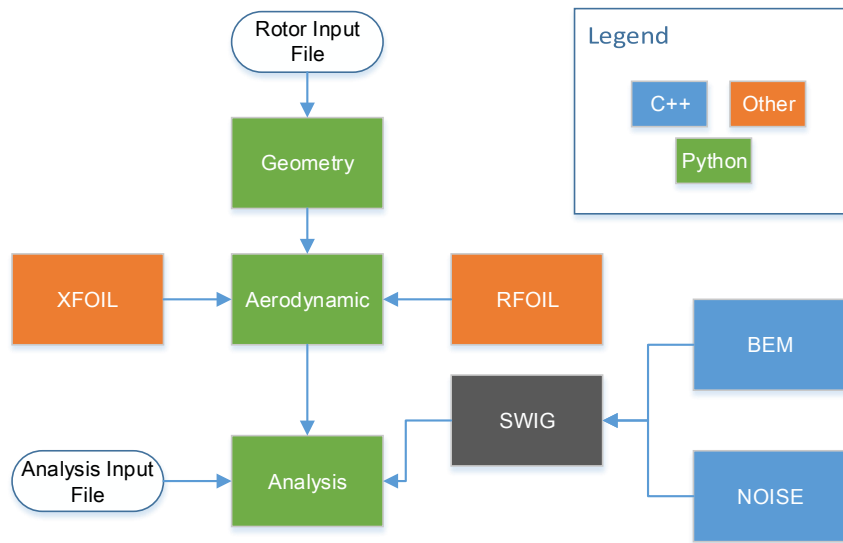 Rotor Input
File
Legend
C++
Other
Python
Geometry
XFOIL
Aerodynamic
RFOIL
BEM
SWIG
Analysis Input
File
Analysis
NOISE